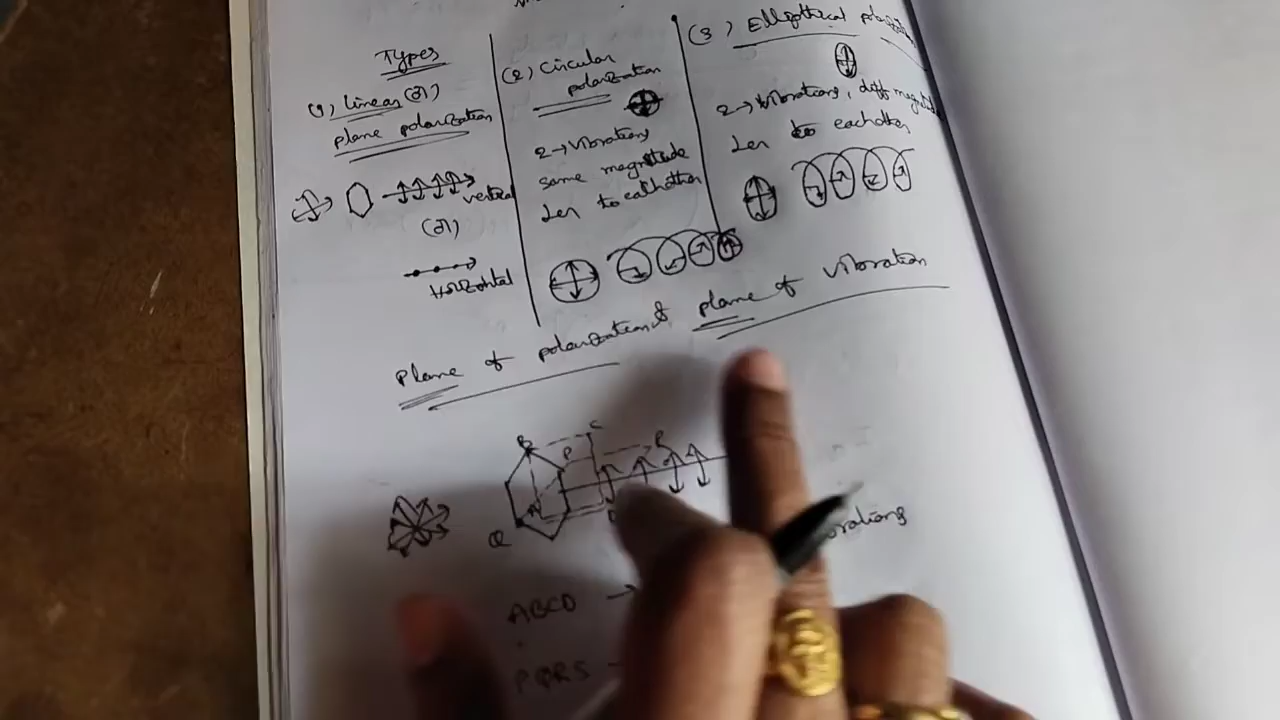 Types
(1) linear (or)
plane polarization
vertical
(or)
Horizontal
(2) Circular
polarization
2→ vibrations
same magnitude
Ler to eachother
(3) Elliptical
2→ vibrations, diff
Ler to eachother
plane of polarization & plane of vibration
B C
P R
Q A
ABCD →
PQRS -